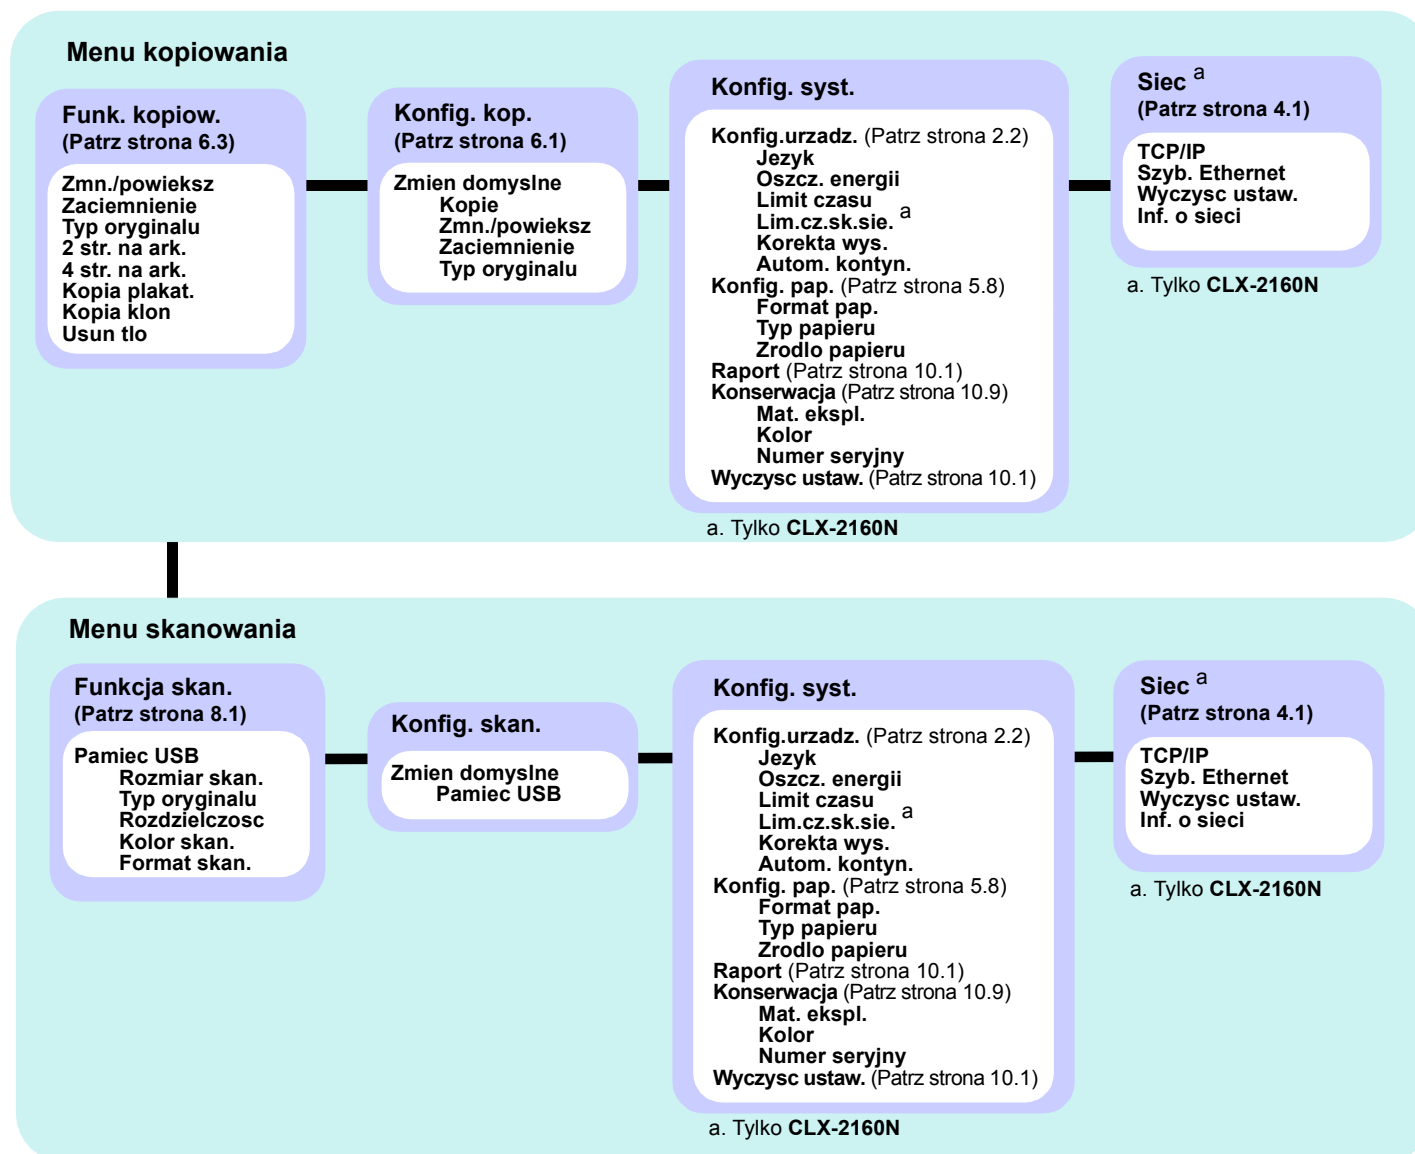 Menu kopiowania
Funk. kopiow.
(Patrz strona 6.3)
Zmn./powieksz
Zaciemnienie
Typ oryginalu
2 str. na ark.
4 str. na ark.
Kopia plakat.
Kopia klon
Usun tlo
Konfig. kop.
(Patrz strona 6.1)
Zmien domyslne
Kopie
Zmn./powieksz
Zaciemnienie
Typ oryginalu
Konfig. syst.
Konfig.urzadz. (Patrz strona 2.2)
Jezyk
Oszcz. energii
Limit czasu
Lim.cz.sk.sie. a
Korekta wys.
Autom. kontyn.
Konfig. pap. (Patrz strona 5.8)
Format pap.
Typ papieru
Zrodlo papieru
Raport (Patrz strona 10.1)
Konserwacja (Patrz strona 10.9)
Mat. ekspl.
Kolor
Numer seryjny
Wyczysc ustaw. (Patrz strona 10.1)
a. Tylko CLX-2160N
Siec a
(Patrz strona 4.1)
TCP/IP
Szyb. Ethernet
Wyczysc ustaw.
Inf. o sieci
a. Tylko CLX-2160N
Menu skanowania
Funkcja skan.
(Patrz strona 8.1)
Pamiec USB
Rozmiar skan.
Typ oryginalu
Rozdzielczosc
Kolor skan.
Format skan.
Konfig. skan.
Zmien domyslne
Pamiec USB
Konfig. syst.
Konfig.urzadz. (Patrz strona 2.2)
Jezyk
Oszcz. energii
Limit czasu
Lim.cz.sk.sie. a
Korekta wys.
Autom. kontyn.
Konfig. pap. (Patrz strona 5.8)
Format pap.
Typ papieru
Zrodlo papieru
Raport (Patrz strona 10.1)
Konserwacja (Patrz strona 10.9)
Mat. ekspl.
Kolor
Numer seryjny
Wyczysc ustaw. (Patrz strona 10.1)
a. Tylko CLX-2160N
Siec a
(Patrz strona 4.1)
TCP/IP
Szyb. Ethernet
Wyczysc ustaw.
Inf. o sieci
a. Tylko CLX-2160N